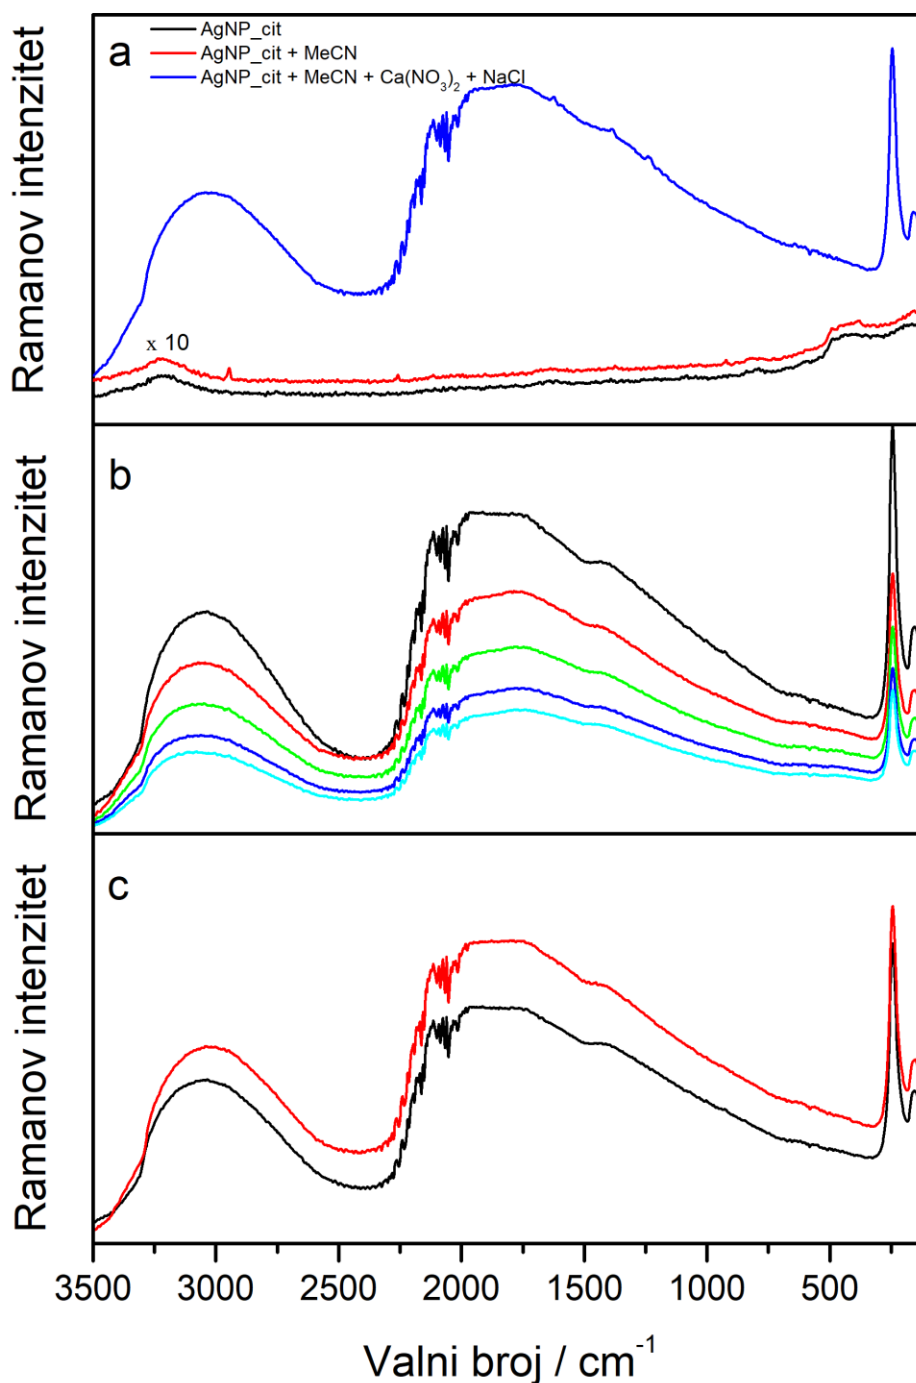 a
AgNP_cit
AgNP_cit + MeCN
AgNP_cit + MeCN + Ca(NO₃)₂ + NaCl
Ramanov intenzitet
x 10
b
Ramanov intenzitet
c
Ramanov intenzitet
3500 3000 2500 2000 1500 1000 500
Valni broj / cm⁻¹